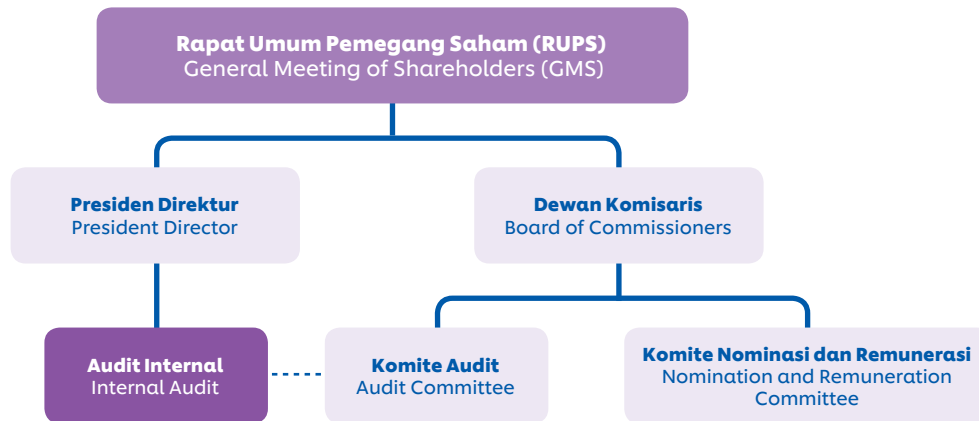 Rapat Umum Pemegang Saham (RUPS)
General Meeting of Shareholders (GMS)
Presiden Direktur
President Director
Dewan Komisaris
Board of Commissioners
Audit Internal
Internal Audit
Komite Audit
Audit Committee
Komite Nominasi dan Remunerasi
Nomination and Remuneration
Committee